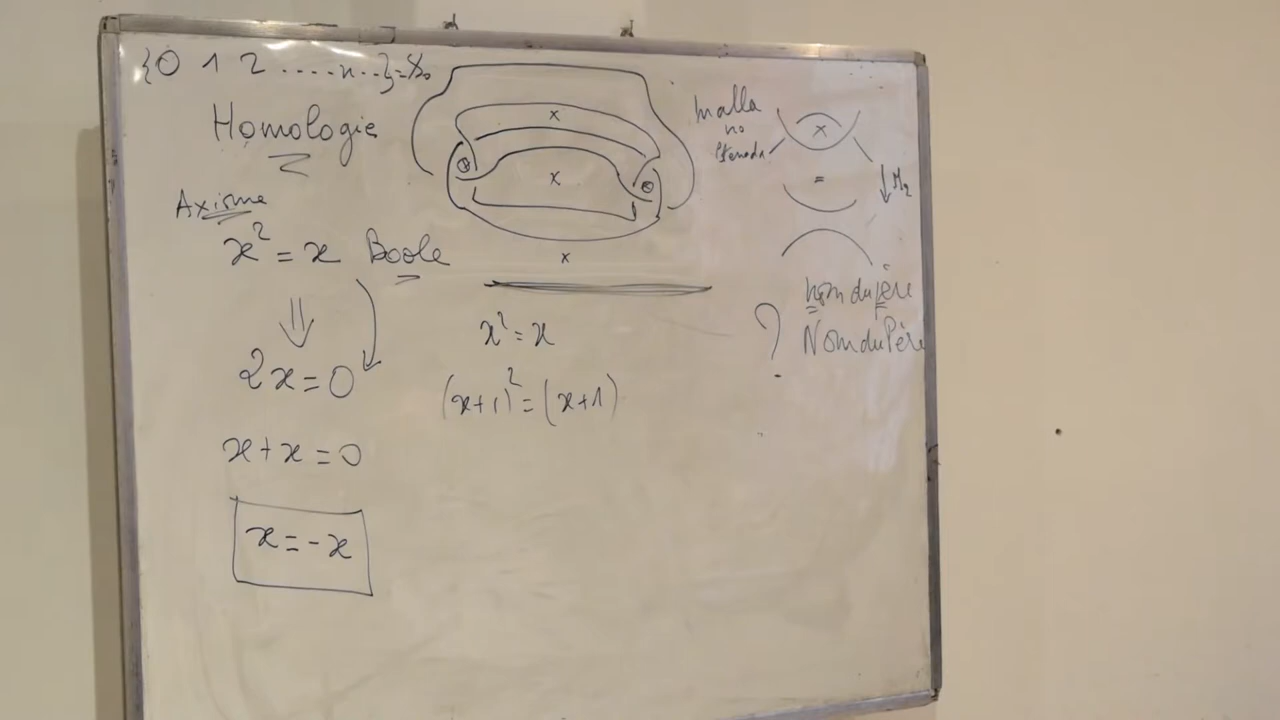 {0 1 2 ....n..}=ℵ₀
Homologie
Axiome
x² = x Boole
⇓
2x=0
x+x=0
x=-x
x
x
x
x² = x
(x+1)² = (x+1)
malla
no
x
=
↓M₂
nom du père
? Nom du Père